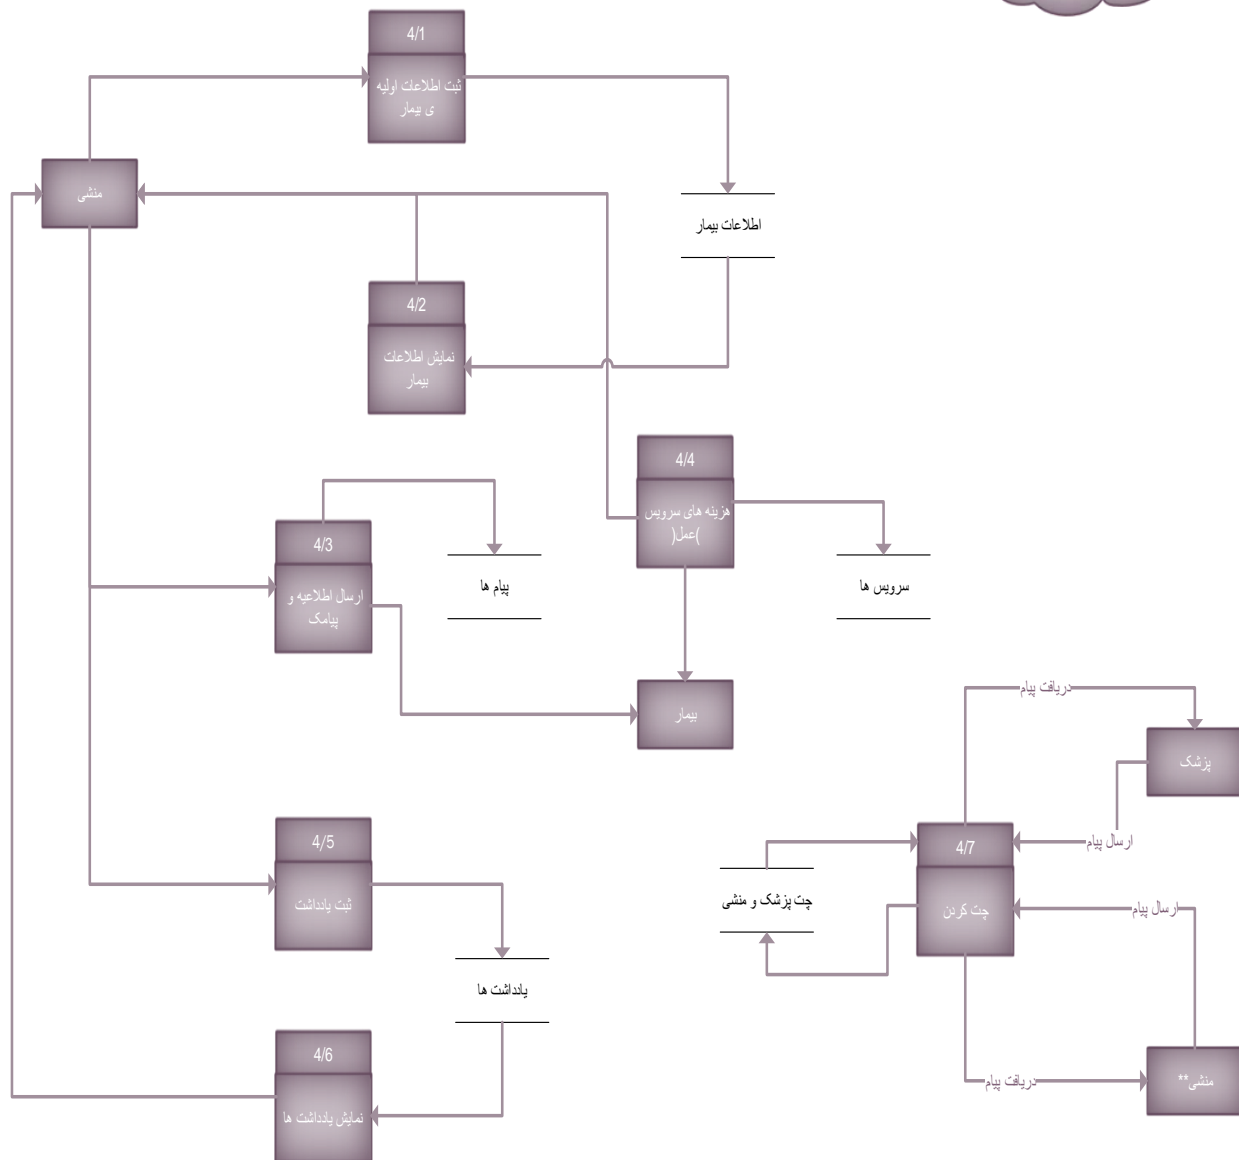 4/1
ثبت اطلاعات اولیه
ی بیمار
منشی
اطلاعات بیمار
4/2
نمایش اطلاعات
بیمار
4/4
هزینه های سرویس
)عمل(
4/3
ارسال اطلاعیه و
پیامک
پیام ها
سرویس ها
بیمار
دریافت پیام
پزشک
ارسال پیام
4/5
ثبت یادداشت
4/7
چت کردن
چت پزشک و منشی
ارسال پیام
یادداشت ها
4/6
نمایش یادداشت ها
دریافت پیام
منشی**